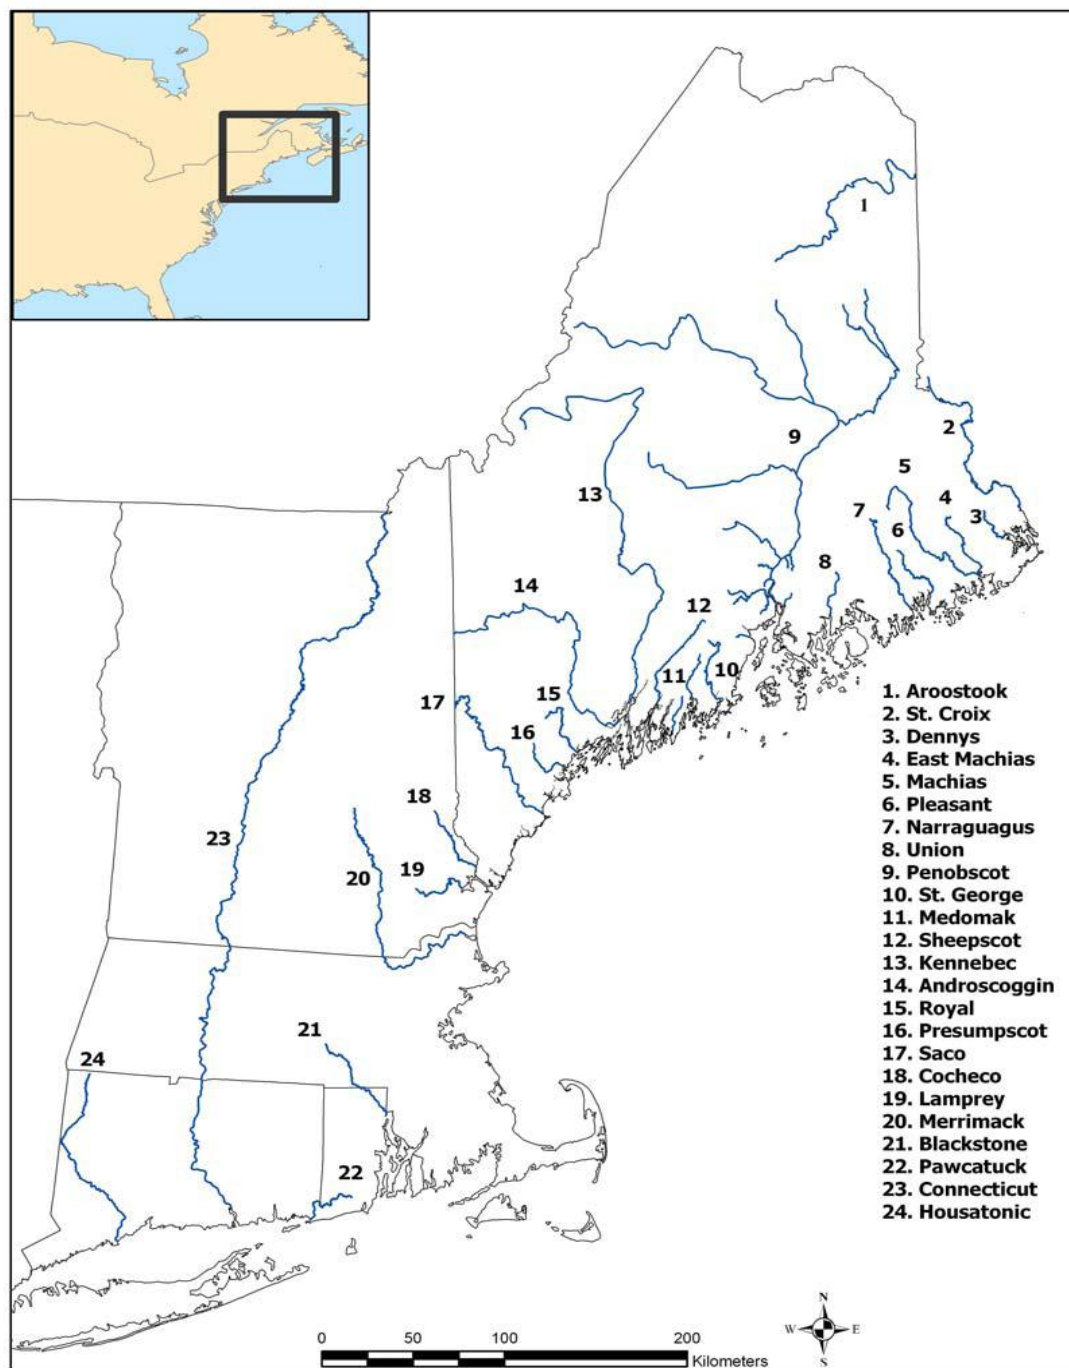 1
2
9
5
13
4
7
3
6
8
14
12
11
10
17
15
16
18
23
19
20
21
24
22
1. Aroostook
2. St. Croix
3. Dennys
4. East Machias
5. Machias
6. Pleasant
7. Narraguagus
8. Union
9. Penobscot
10. St. George
11. Medomak
12. Sheepscot
13. Kennebec
14. Androscoggin
15. Royal
16. Presumpscot
17. Saco
18. Cocheco
19. Lamprey
20. Merrimack
21. Blackstone
22. Pawcatuck
23. Connecticut
24. Housatonic
N
W E
S
0 50 100 200
Kilometers